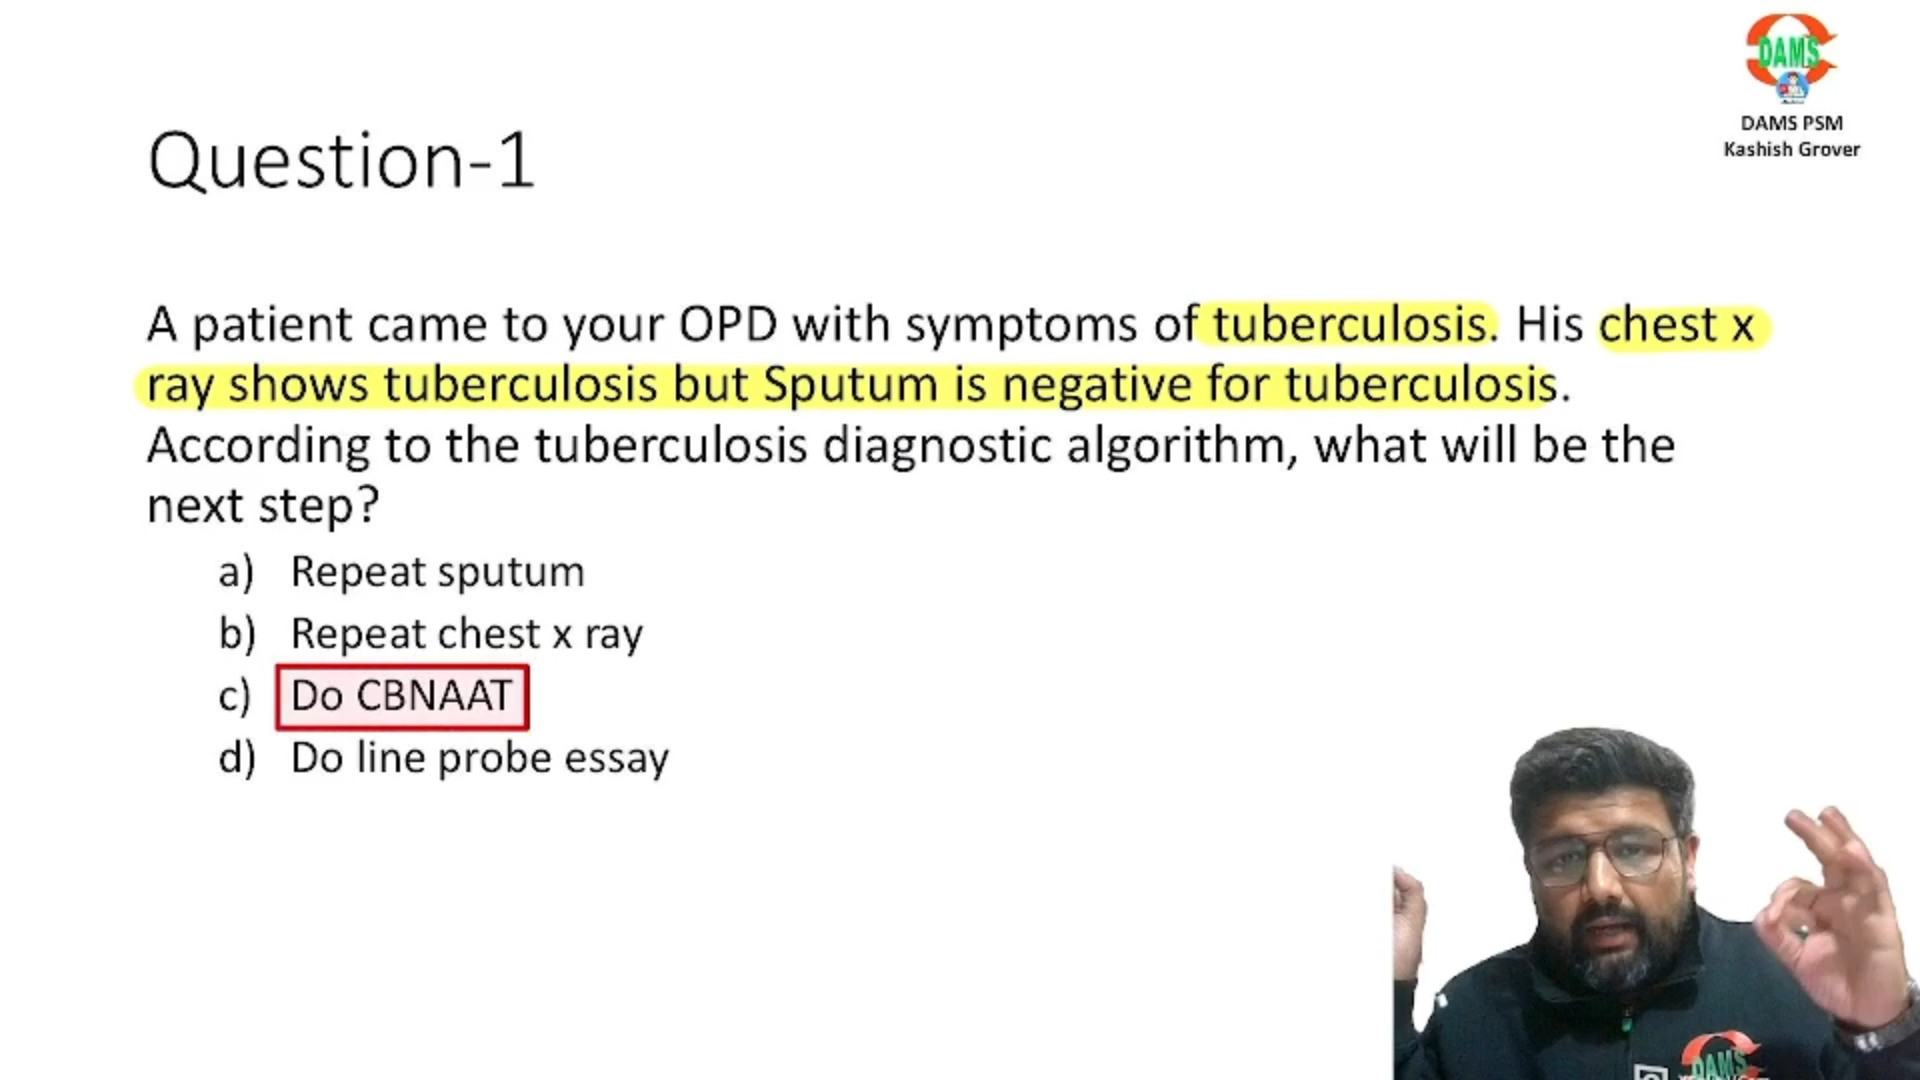 DAMS
DAMS PSM
Kashish Grover
Question-1
A patient came to your OPD with symptoms of tuberculosis. His chest x
ray shows tuberculosis but Sputum is negative for tuberculosis.
According to the tuberculosis diagnostic algorithm, what will be the
next step?
a) Repeat sputum
b) Repeat chest x ray
c) Do CBNAAT
d) Do line probe essay
DAMS